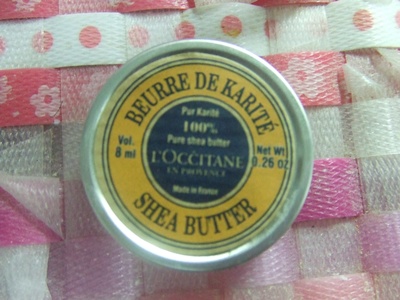 BEURRE DE KARITÉ
Pur Karité
100%
Pure shea butter
Vol.
8 ml
L'OCCITANE
EN PROVENCE
Net Wt
0.26 oz
Made in France
SHEA BUTTER